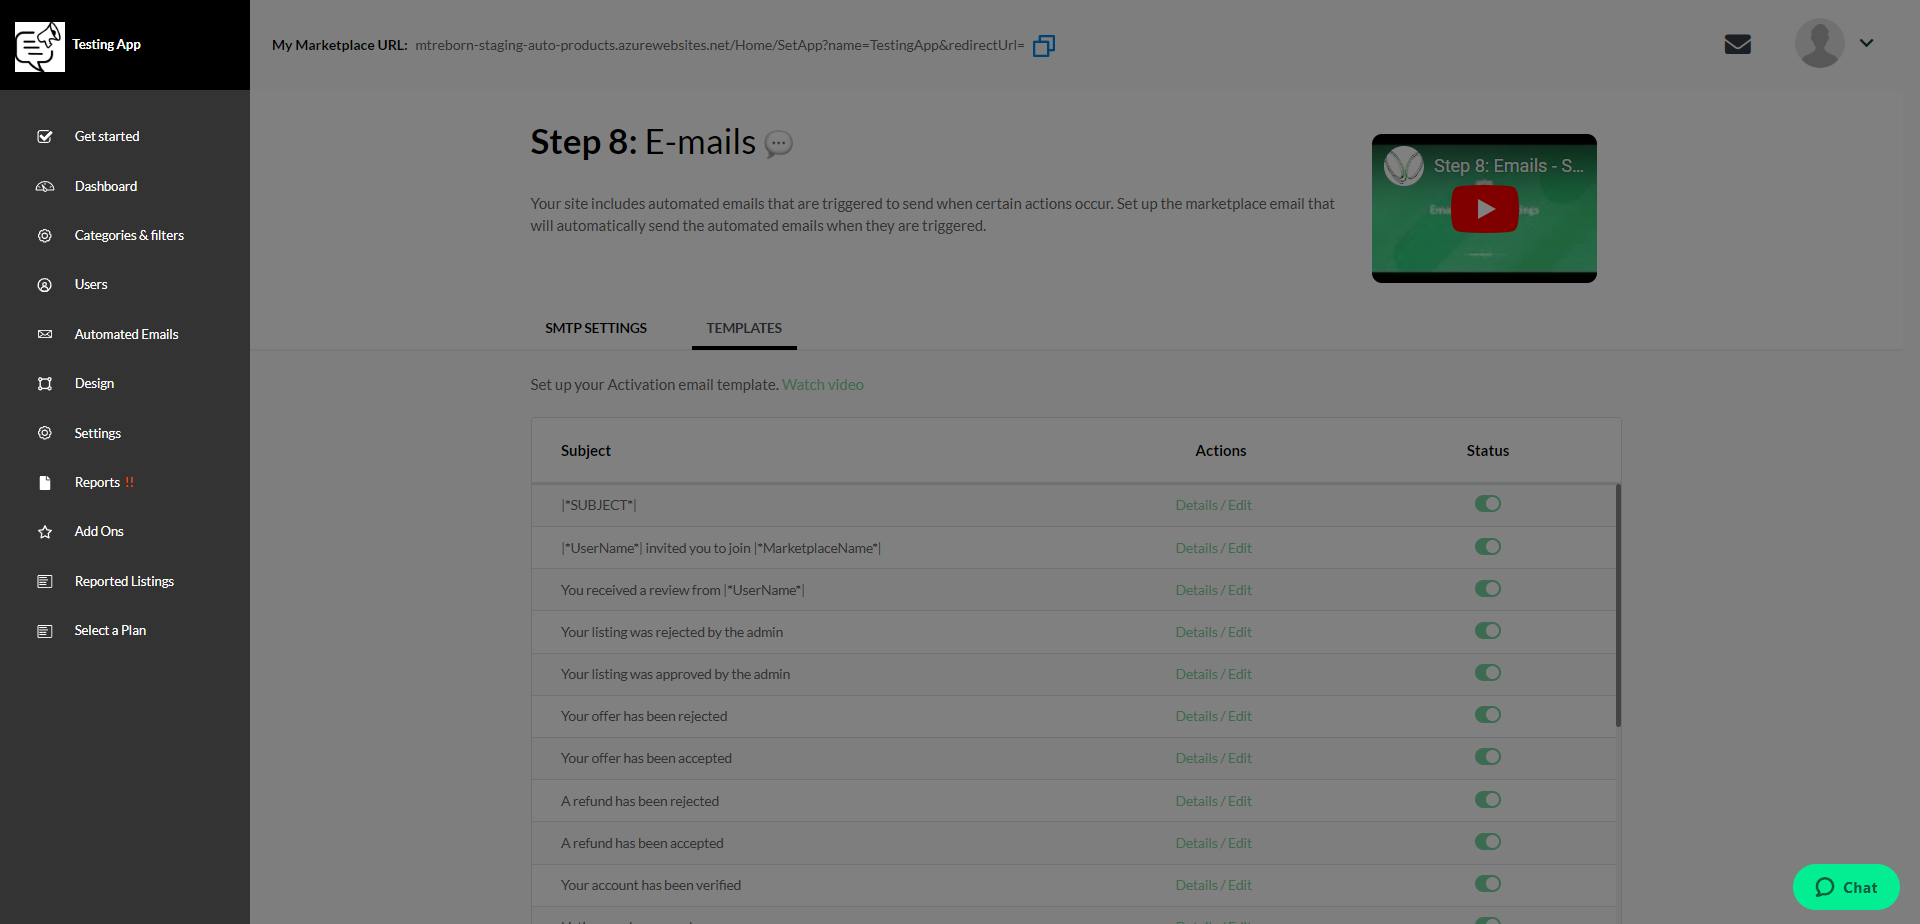 Testing App
My Marketplace URL: mtreborn-staging-auto-products.azurewebsites.net/Home/SetApp?name=TestingApp&redirectUrl=
Get started
Dashboard
Categories & filters
Users
Automated Emails
Design
Settings
Reports !!
Add Ons
Reported Listings
Select a Plan
Step 8: E-mails
Your site includes automated emails that are triggered to send when certain actions occur. Set up the marketplace email that
will automatically send the automated emails when they are triggered.
Step 8: Emails - S...
SMTP SETTINGS
TEMPLATES
Set up your Activation email template. Watch video
Subject Actions Status
|*SUBJECT*| Details / Edit
|*UserName*| invited you to join |*MarketplaceName*| Details / Edit
You received a review from |*UserName*| Details / Edit
Your listing was rejected by the admin Details / Edit
Your listing was approved by the admin Details / Edit
Your offer has been rejected Details / Edit
Your offer has been accepted Details / Edit
A refund has been rejected Details / Edit
A refund has been accepted Details / Edit
Your account has been verified Details / Edit
Chat